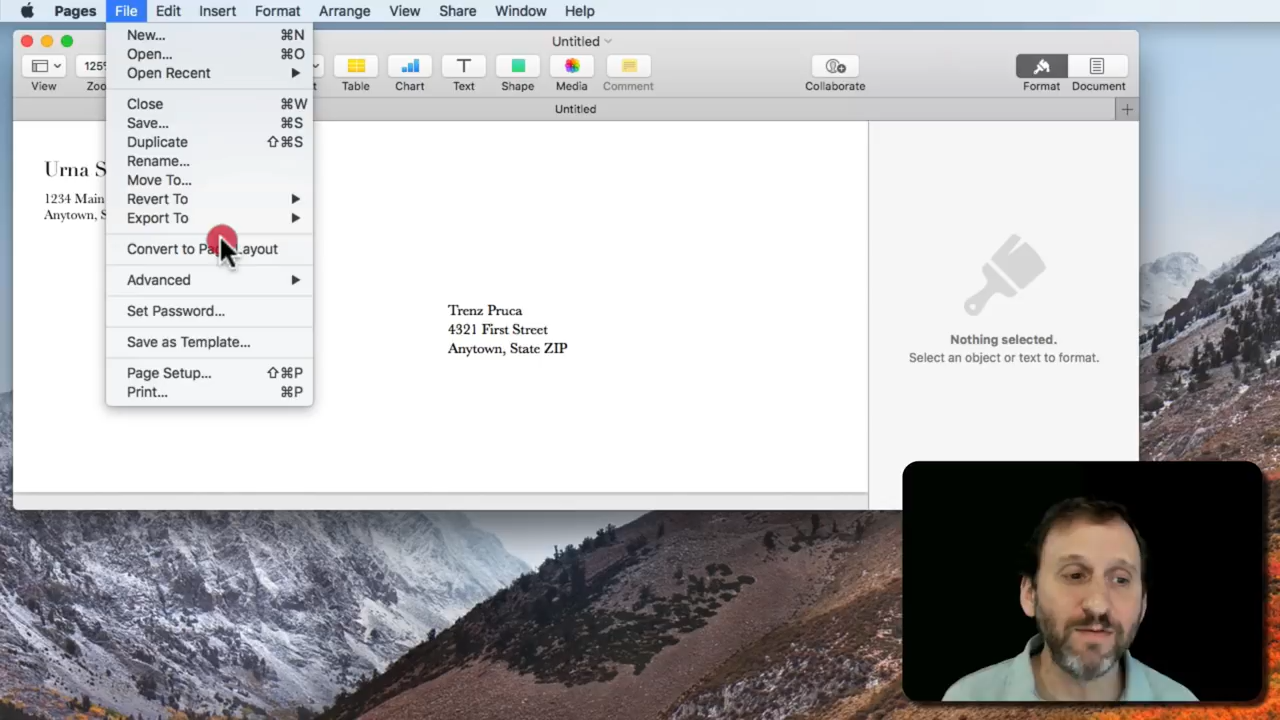 Pages File Edit Insert Format Arrange View Share Window Help
Untitled
View
Table Chart Text Shape Media Comment
Collaborate
Format Document
Untitled
New... ⌘N
Open... ⌘O
Open Recent
Close ⌘W
Save... ⌘S
Duplicate ⇧⌘S
Rename...
Move To...
Revert To
Export To
Convert to Page Layout
Advanced
Set Password...
Save as Template...
Page Setup... ⇧⌘P
Print... ⌘P
Urna
1234 Main
Anytown,
Trenz Pruca
4321 First Street
Anytown, State ZIP
Nothing selected.
Select an object or text to format.